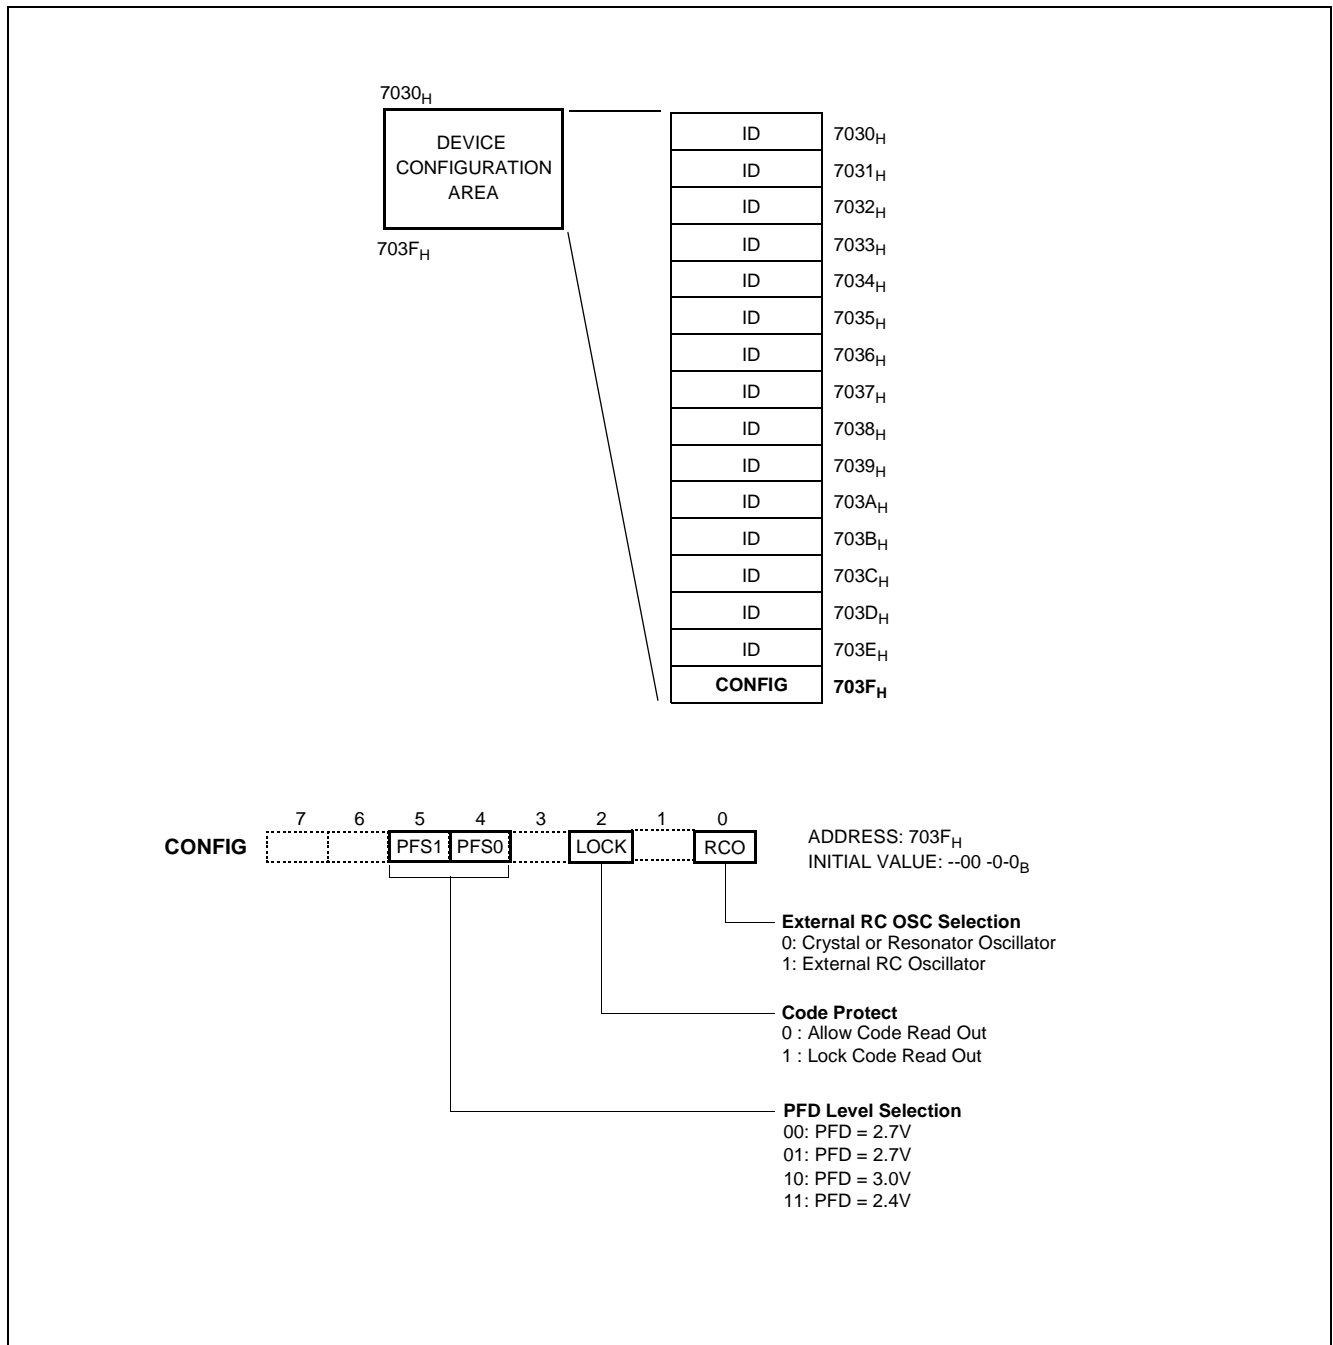 7030H
DEVICE
CONFIGURATION
AREA
703FH
ID 7030H
ID 7031H
ID 7032H
ID 7033H
ID 7034H
ID 7035H
ID 7036H
ID 7037H
ID 7038H
ID 7039H
ID 703AH
ID 703BH
ID 703CH
ID 703DH
ID 703EH
CONFIG 703FH
7 6 5 4 3 2 1 0
CONFIG PFS1 PFS0 LOCK RCO
ADDRESS: 703FH
INITIAL VALUE: --00 -0-0B
External RC OSC Selection
0: Crystal or Resonator Oscillator
1: External RC Oscillator
Code Protect
0 : Allow Code Read Out
1 : Lock Code Read Out
PFD Level Selection
00: PFD = 2.7V
01: PFD = 2.7V
10: PFD = 3.0V
11: PFD = 2.4V